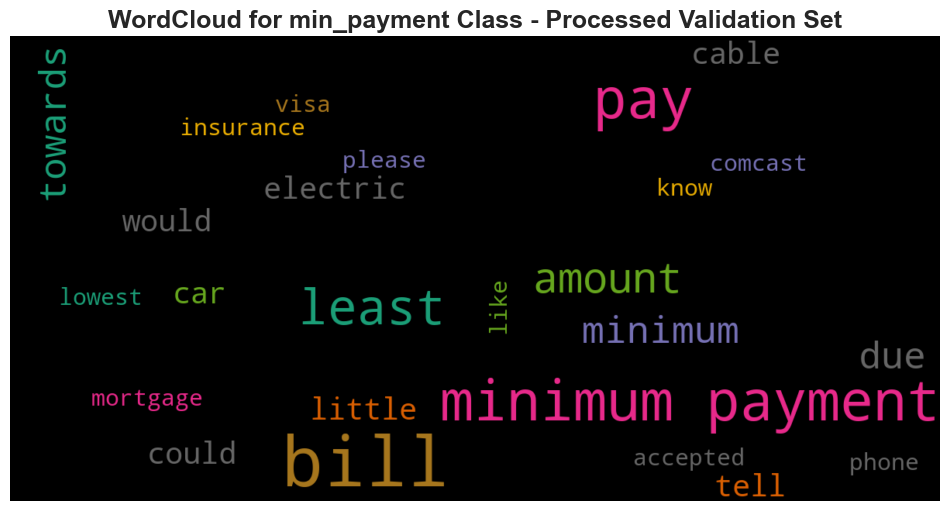 WordCloud for min_payment Class - Processed Validation Set
towards
cable
visa
pay
insurance
please
comcast
electric
know
would
lowest
car
least
like
amount
minimum
due
mortgage
little
minimum payment
could
bill
accepted
phone
tell